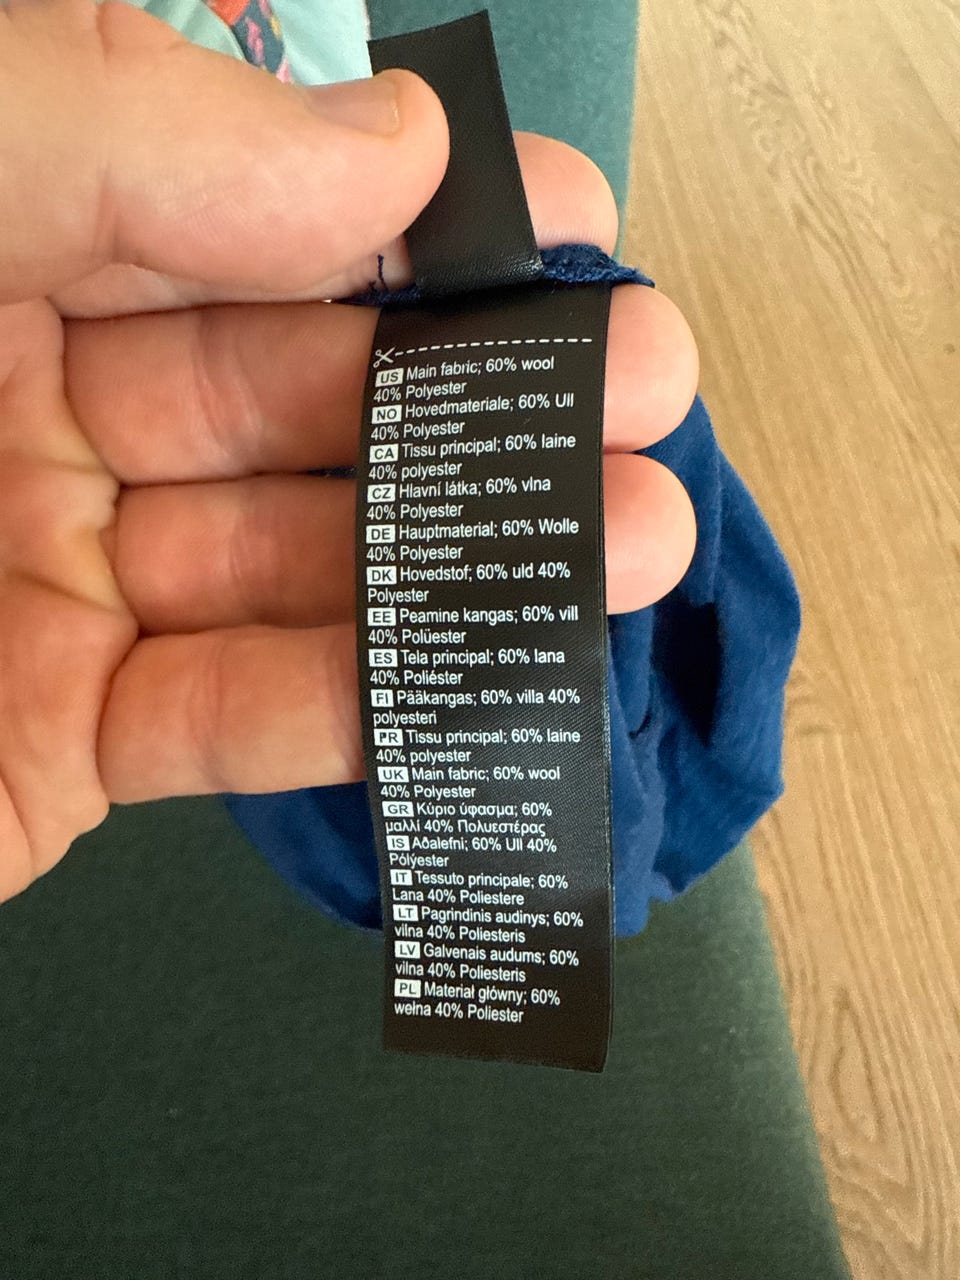 US Main fabric; 60% wool
40% Polyester
NO Hovedmateriale; 60% Ull
40% Polyester
CA Tissu principal; 60% laine
40% polyester
CZ Hlavní látka; 60% vlna
40% Polyester
DE Hauptmaterial; 60% Wolle
40% Polyester
DK Hovedstof; 60% uld 40%
Polyester
EE Peamine kangas; 60% vill
40% Polüester
ES Tela principal; 60% lana
40% Poliéster
FI Pääkangas; 60% villa 40%
polyesteri
PR Tissu principal; 60% laine
40% polyester
UK Main fabric; 60% wool
40% Polyester
GR Κύριο ύφασμα; 60%
μαλλί 40% Πολυεστέρας
IS Aðalefni; 60% Ull 40%
Pólýester
IT Tessuto principale; 60%
Lana 40% Poliestere
LT Pagrindinis audinys; 60%
vilna 40% Poliesteris
LV Galvenais audums; 60%
vilna 40% Poliesteris
PL Materiał główny; 60%
wełna 40% Poliester